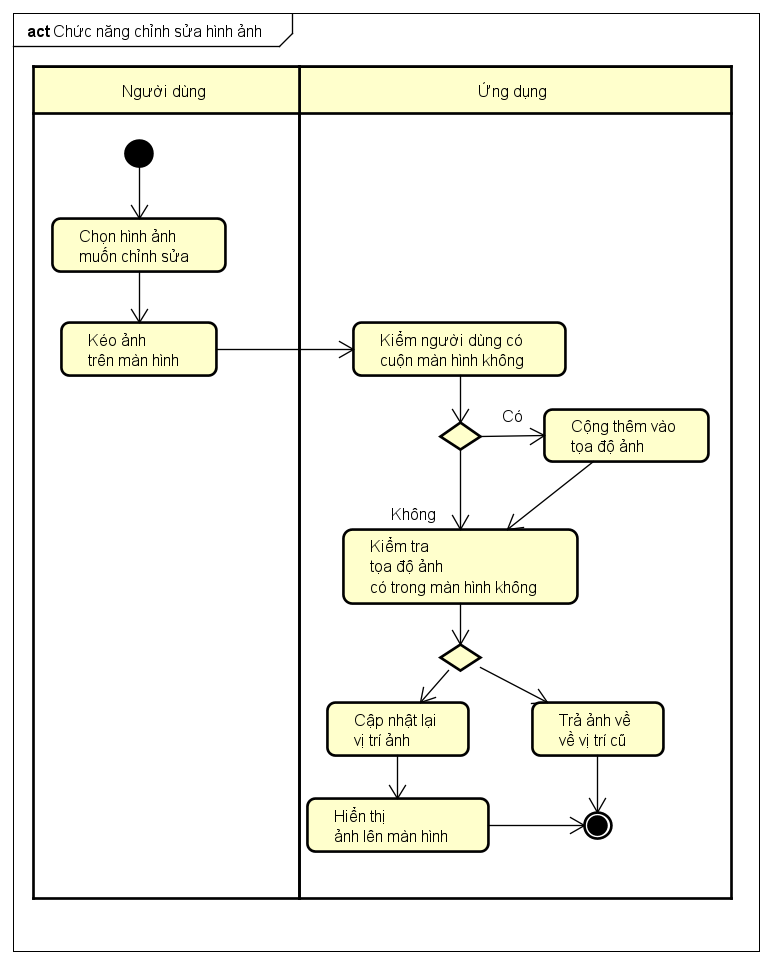 act Chức năng chỉnh sửa hình ảnh
Người dùng
Ứng dụng
Chọn hình ảnh
muốn chỉnh sửa
Kéo ảnh
trên màn hình
Kiểm người dùng có
cuộn màn hình không
Có
Cộng thêm vào
tọa độ ảnh
Không
Kiểm tra
tọa độ ảnh
có trong màn hình không
Cập nhật lại
vị trí ảnh
Trả ảnh về
về vị trí cũ
Hiển thị
ảnh lên màn hình